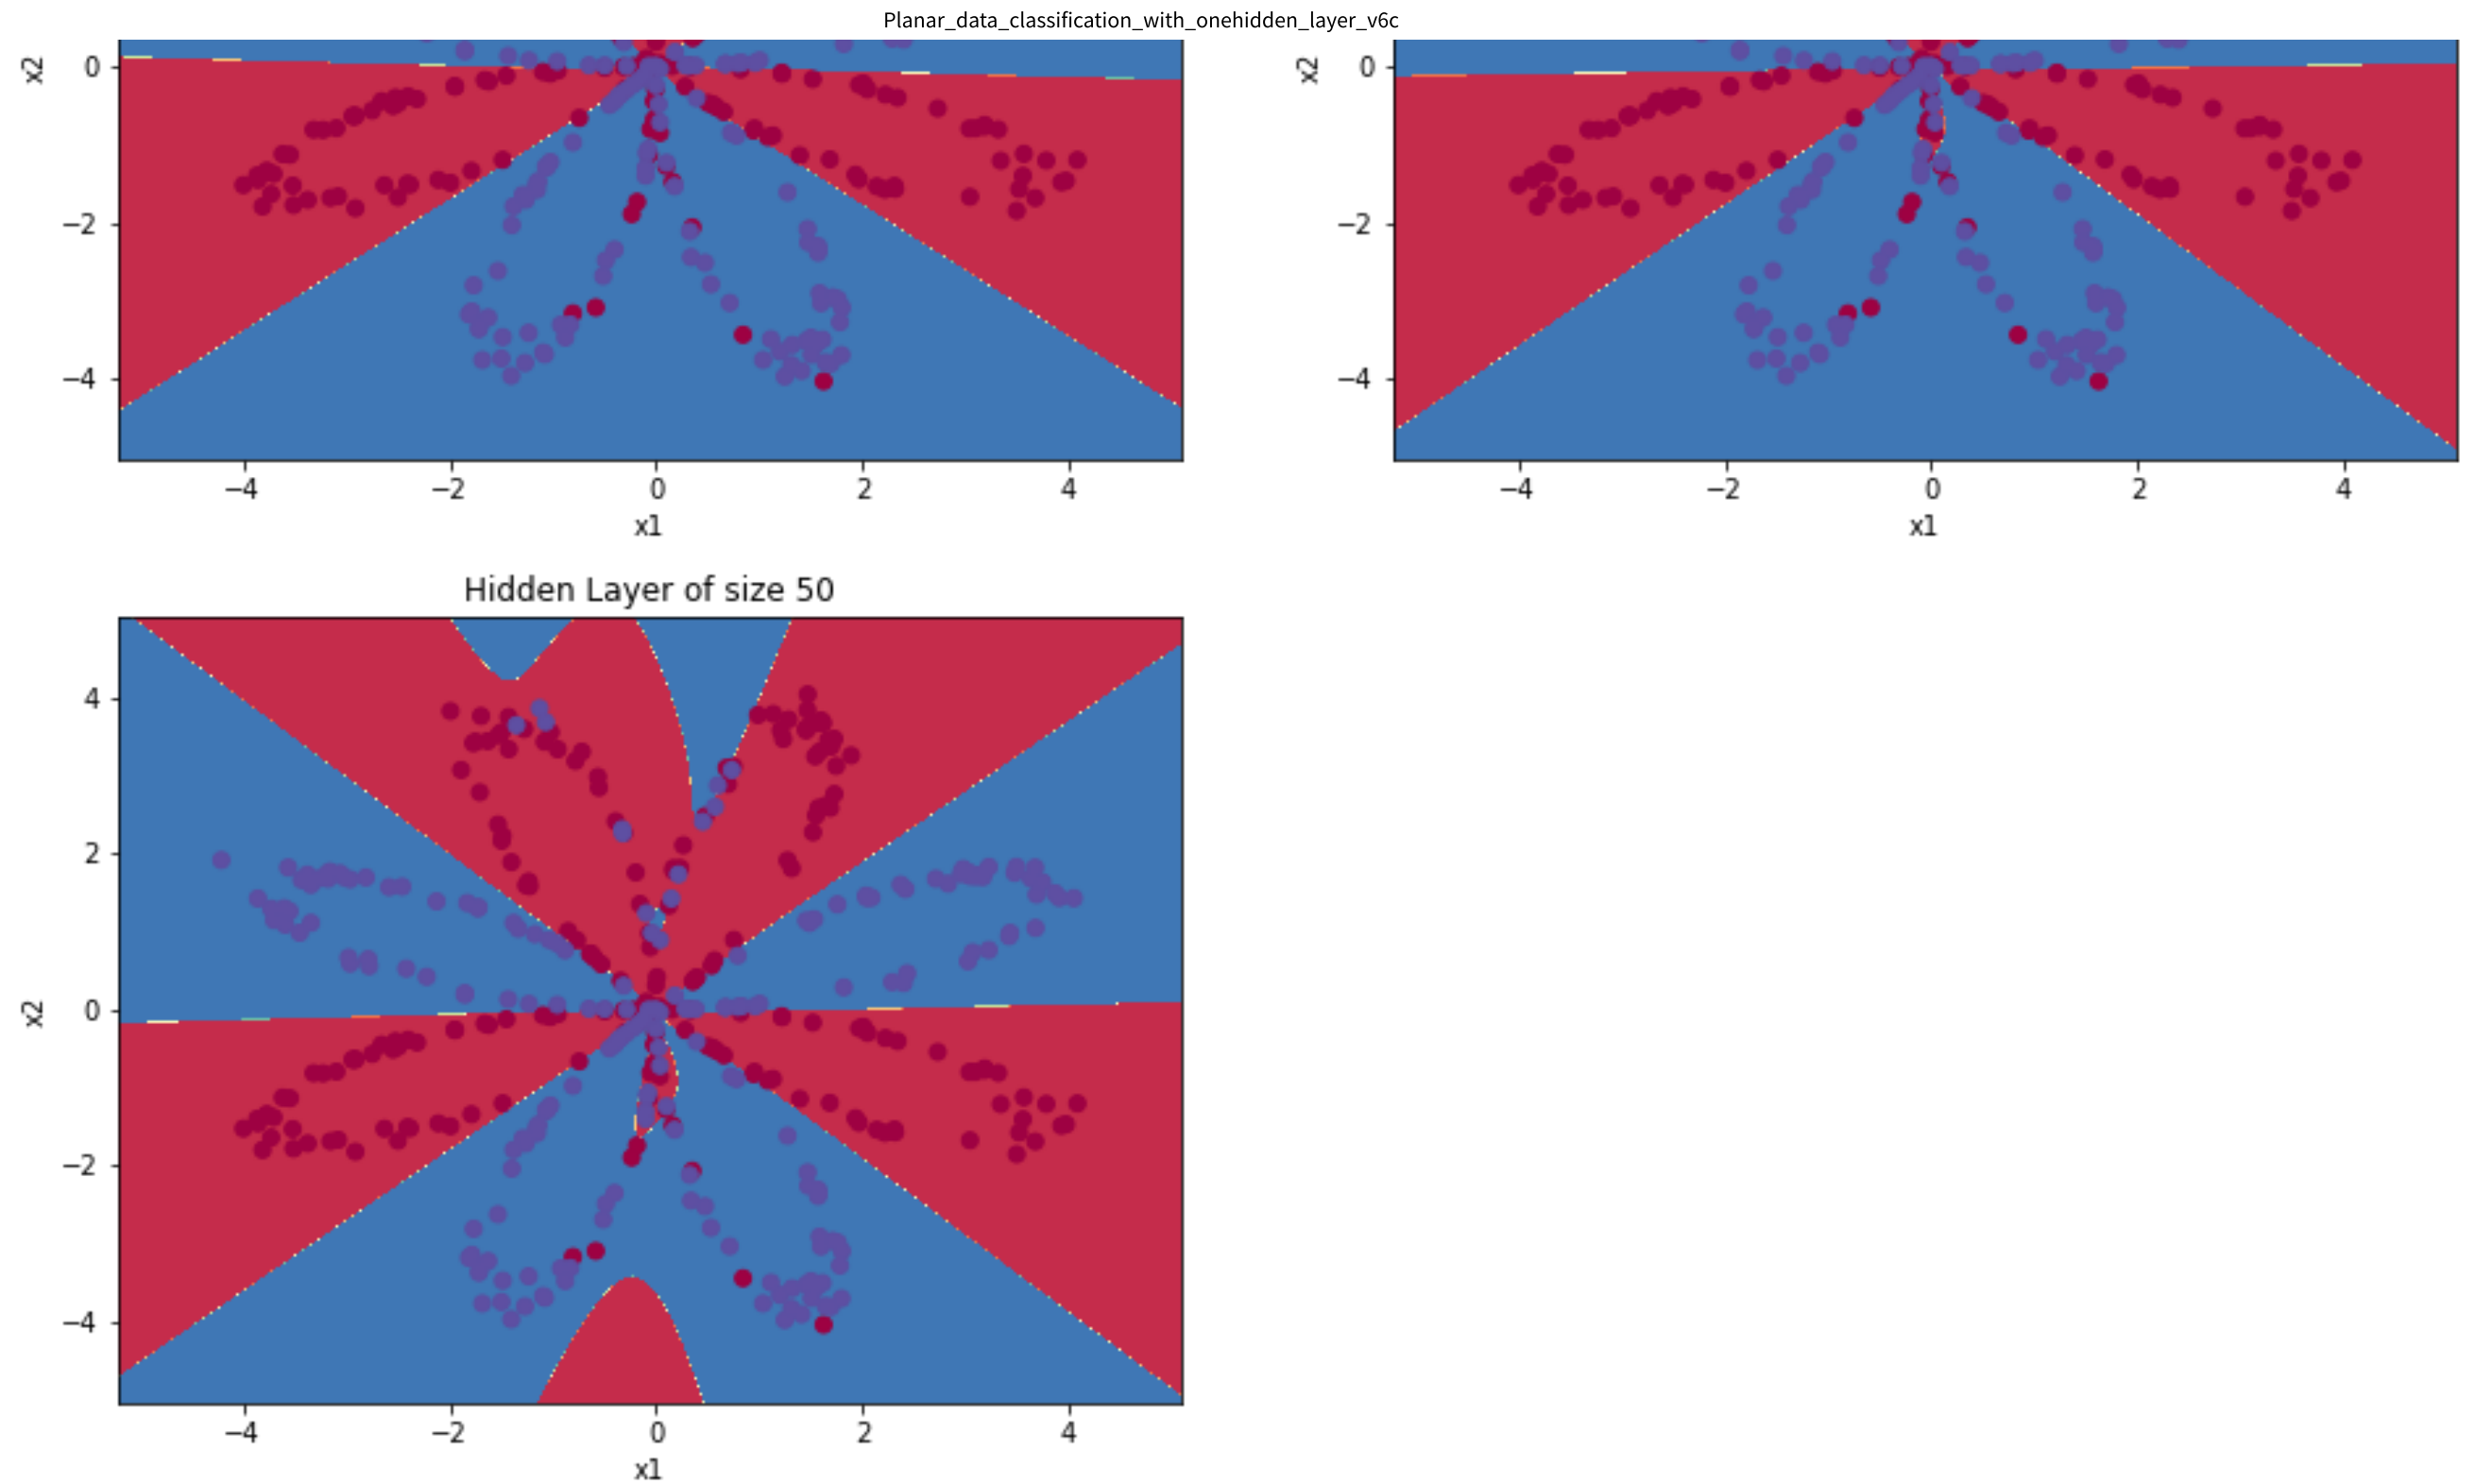 Planar_data_classification_with_onehidden_layer_v6c
x2
0
−2
−4
−4 −2 0 2 4
x1
x2
0
−2
−4
−4 −2 0 2 4
x1
Hidden Layer of size 50
x2
4
2
0
−2
−4
−4 −2 0 2 4
x1